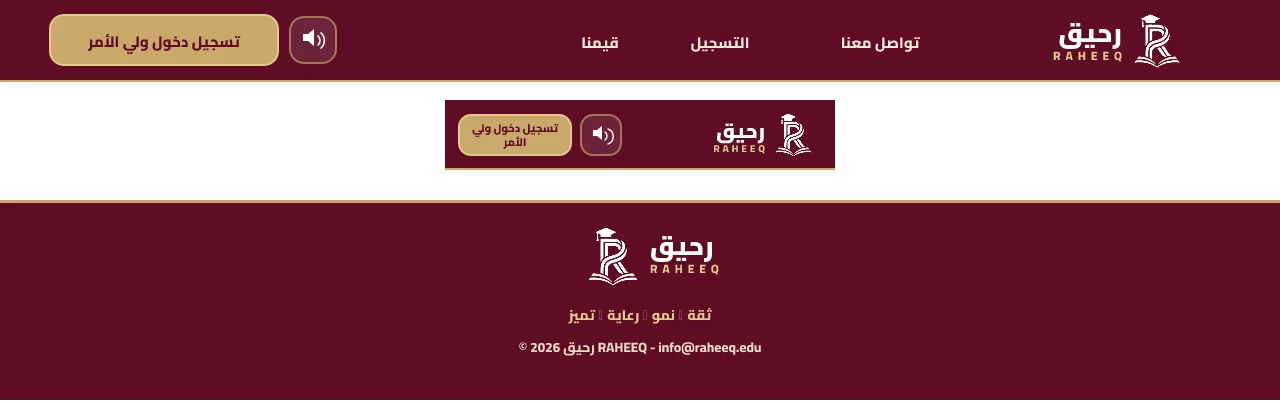 رحيق
RAHEEQ
تواصل معنا
التسجيل
قيمنا
تسجيل دخول ولي الأمر
رحيق
RAHEEQ
تسجيل دخول ولي
الأمر
رحيق
RAHEEQ
ثقة ▯ نمو ▯ رعاية ▯ تميز
© 2026 رحيق RAHEEQ - info@raheeq.edu